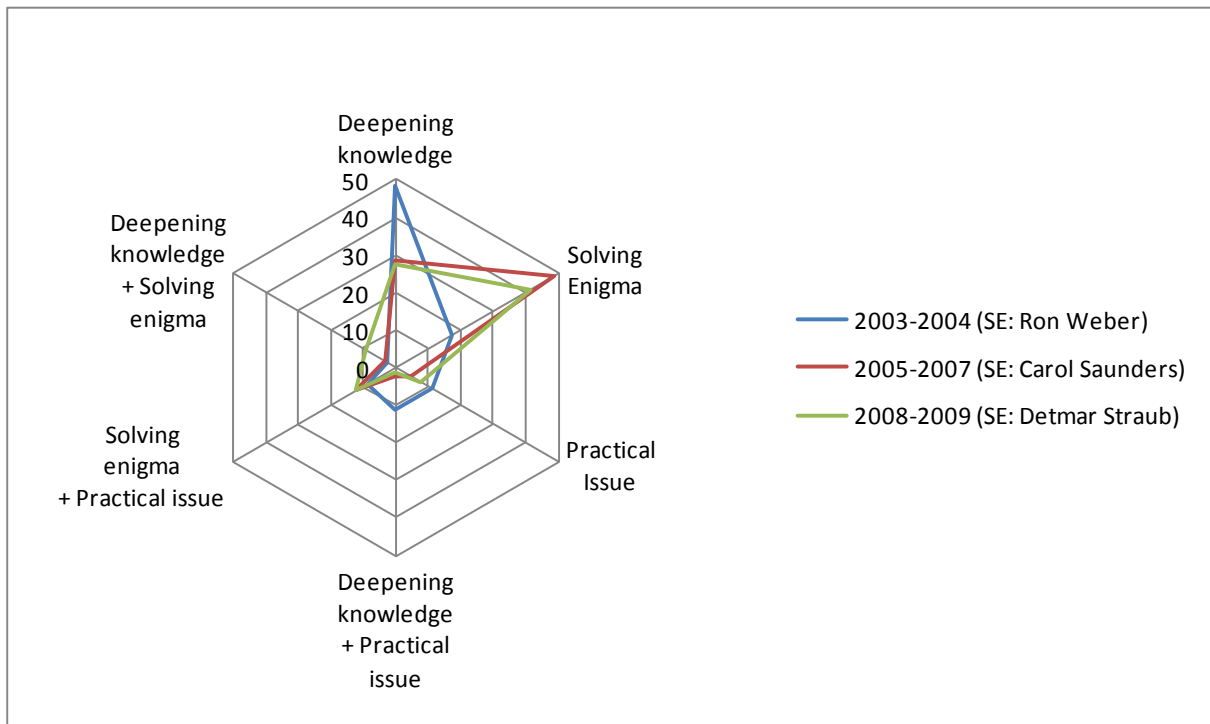 Deepening
knowledge
50
40
30
20
10
0
Solving
Enigma
Practical
Issue
Deepening
knowledge
+ Practical
issue
Solving
enigma
+ Practical issue
Deepening
knowledge
+ Solving
enigma
2003-2004 (SE: Ron Weber)
2005-2007 (SE: Carol Saunders)
2008-2009 (SE: Detmar Straub)